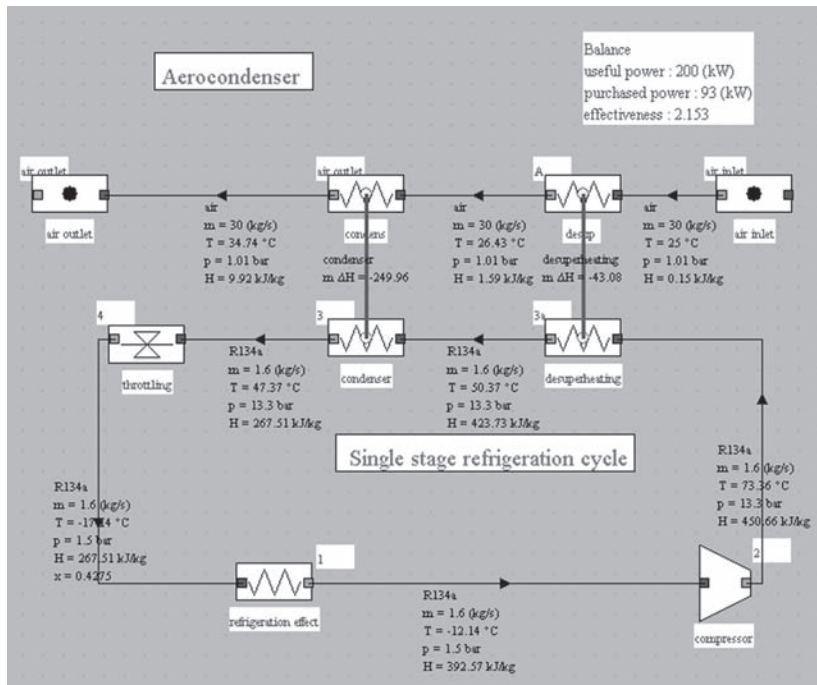 Aerocondenser
Balance
useful power : 200 (kW)
purchased power : 93 (kW)
effectiveness : 2.153
air outlet
air outlet
A
air inlet
air outlet
condens
desup
air inlet
air
m = 30 (kg/s)
T = 34.74 °C
p = 1.01 bar
H = 9.92 kJ/kg
condenser
m ΔH = -249.96
air
m = 30 (kg/s)
T = 26.43 °C
p = 1.01 bar
H = 1.59 kJ/kg
desuperheating
m ΔH = -43.08
air
m = 30 (kg/s)
T = 25 °C
p = 1.01 bar
H = 0.15 kJ/kg
4
3
throttling
condenser
desuperheating
R134a
m = 1.6 (kg/s)
T = 47.37 °C
p = 13.3 bar
H = 267.51 kJ/kg
R134a
m = 1.6 (kg/s)
T = 50.37 °C
p = 13.3 bar
H = 423.73 kJ/kg
Single stage refrigeration cycle
R134a
m = 1.6 (kg/s)
T = 73.36 °C
p = 13.3 bar
H = 450.66 kJ/kg
R134a
m = 1.6 (kg/s)
p = 1.5 bar
H = 267.51 kJ/kg
x = 0.4275
1
2
refrigeration effect
R134a
m = 1.6 (kg/s)
T = -12.14 °C
p = 1.5 bar
H = 392.57 kJ/kg
compressor